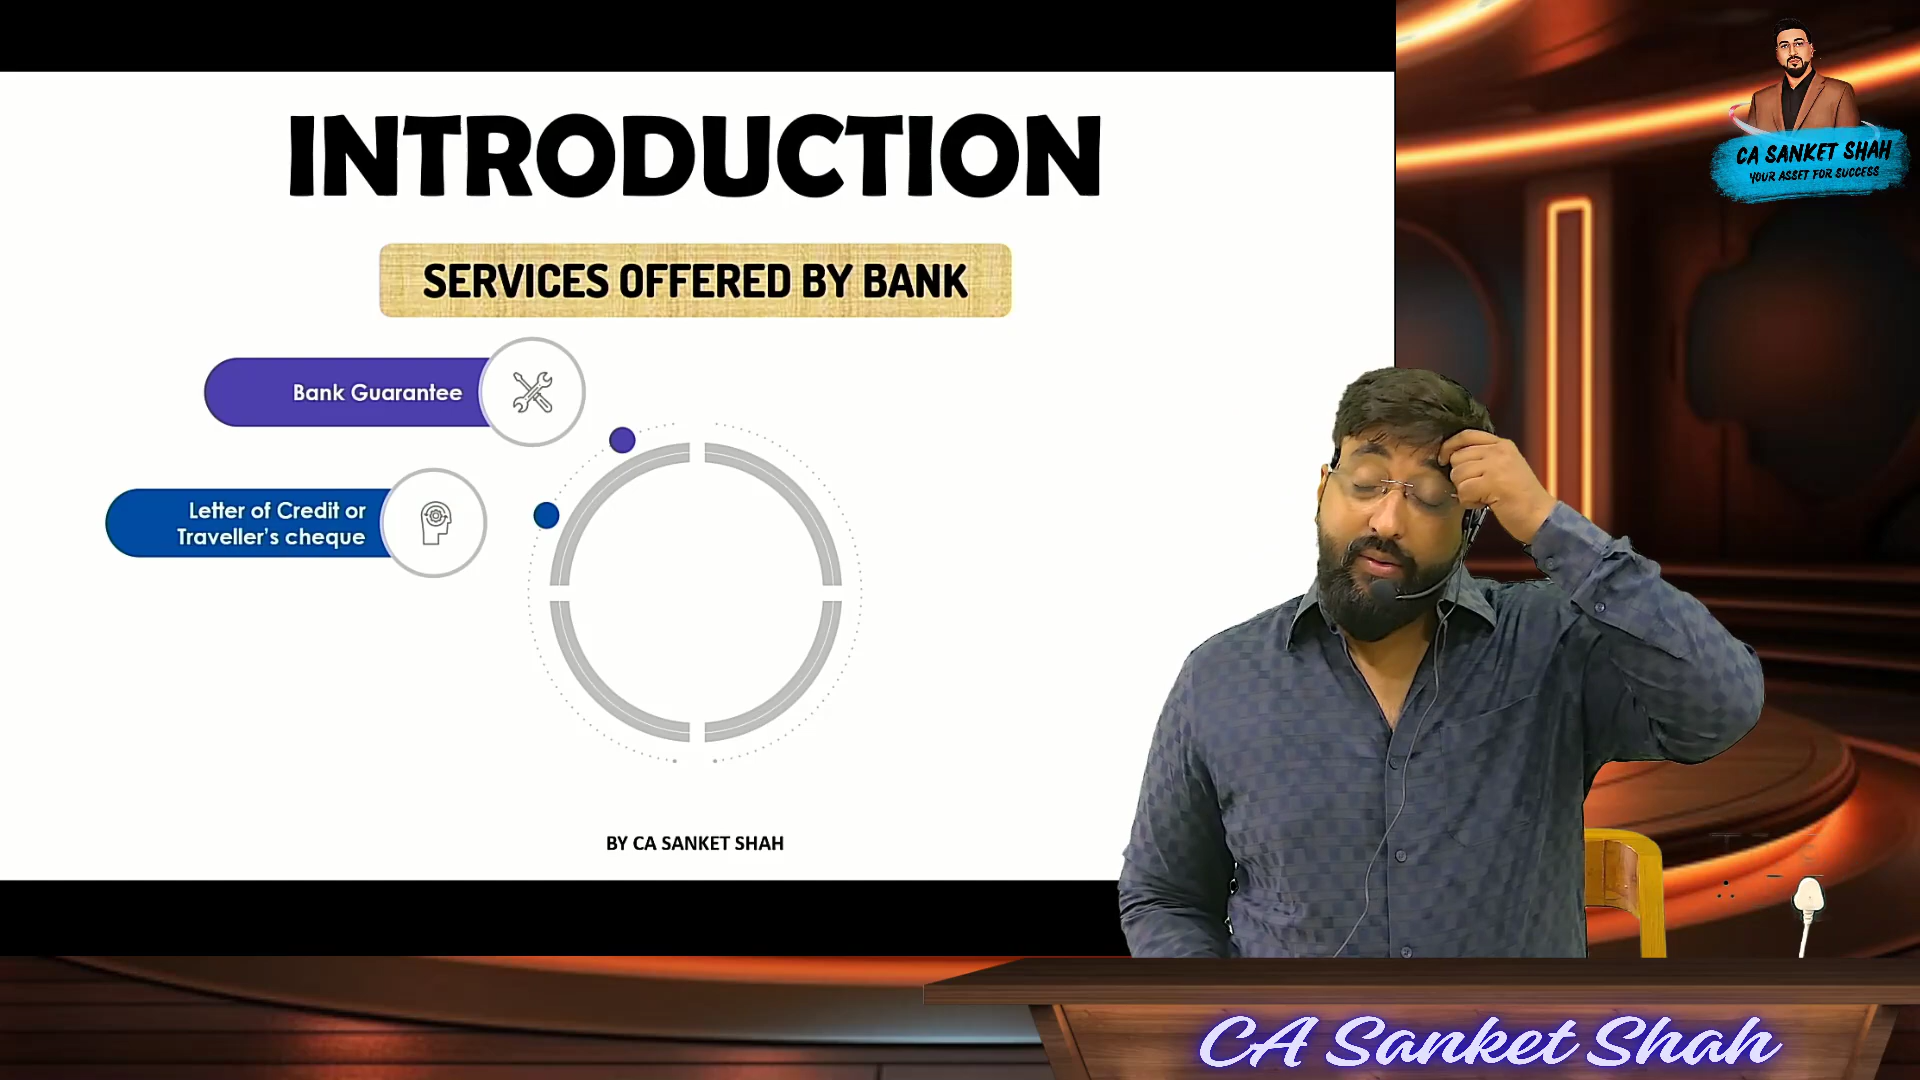 INTRODUCTION
SERVICES OFFERED BY BANK
Bank Guarantee
Letter of Credit or
Traveller's cheque
BY CA SANKET SHAH
CA SANKET SHAH
YOUR ASSET FOR SUCCESS
CA Sanket Shah